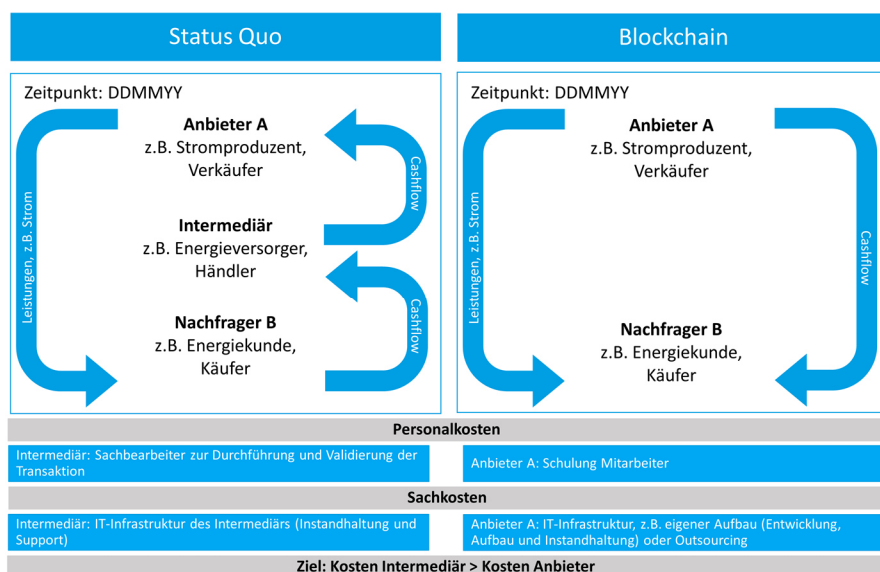 Status Quo
Zeitpunkt: DDMMYY
Anbieter A
z.B. Stromproduzent,
Verkäufer
Intermediär
z.B. Energieversorger,
Händler
Nachfrager B
z.B. Energiekunde,
Käufer
Leistungen, z.B. Strom
Cashflow
Cashflow
Blockchain
Zeitpunkt: DDMMYY
Anbieter A
z.B. Stromproduzent,
Verkäufer
Nachfrager B
z.B. Energiekunde,
Käufer
Leistungen, z.B. Strom
Cashflow
Personalkosten
Intermediär: Sachbearbeiter zur Durchführung und Validierung der
Transaktion
Anbieter A: Schulung Mitarbeiter
Sachkosten
Intermediär: IT-Infrastruktur des Intermediärs (Instandhaltung und
Support)
Anbieter A: IT-Infrastruktur, z.B. eigener Aufbau (Entwicklung,
Aufbau und Instandhaltung) oder Outsourcing
Ziel: Kosten Intermediär > Kosten Anbieter